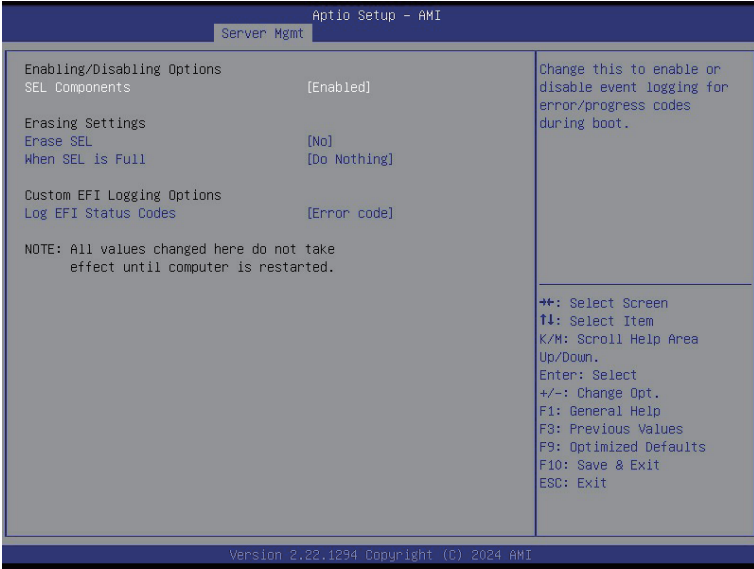 Aptio Setup – AMI
Server Mgmt
Enabling/Disabling Options
SEL Components [Enabled]
Erasing Settings
Erase SEL [No]
When SEL is Full [Do Nothing]
Custom EFI Logging Options
Log EFI Status Codes [Error code]
NOTE: All values changed here do not take
effect until computer is restarted.
Change this to enable or
disable event logging for
error/progress codes
during boot.
→←: Select Screen
↑↓: Select Item
K/M: Scroll Help Area
Up/Down.
Enter: Select
+/-: Change Opt.
F1: General Help
F3: Previous Values
F9: Optimized Defaults
F10: Save & Exit
ESC: Exit
Version 2.22.1294 Copyright (C) 2024 AMI